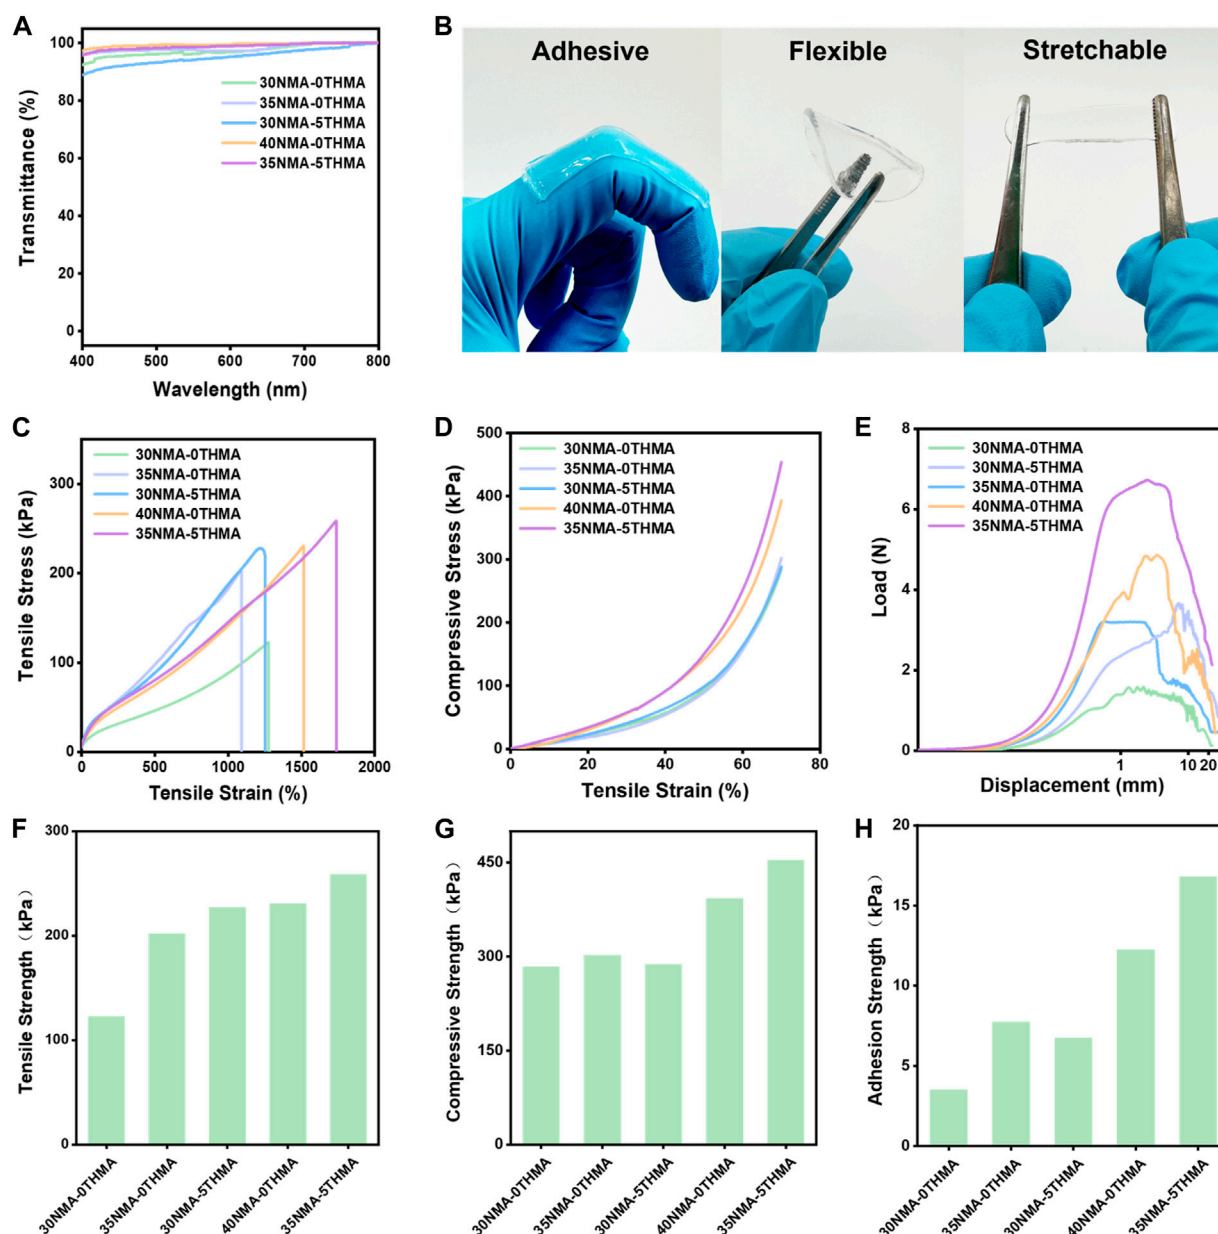 A
Transmittance (%)
100
80
60
40
20
0
30NMA-0THMA
35NMA-0THMA
30NMA-5THMA
40NMA-0THMA
35NMA-5THMA
400
500
600
700
800
Wavelength (nm)
B
Adhesive
Flexible
Stretchable
C
Tensile Stress (kPa)
300
200
100
0
30NMA-0THMA
35NMA-0THMA
30NMA-5THMA
40NMA-0THMA
35NMA-5THMA
0
500
1000
1500
2000
Tensile Strain (%)
D
Compressive Stress (kPa)
500
400
300
200
100
0
30NMA-0THMA
35NMA-0THMA
30NMA-5THMA
40NMA-0THMA
35NMA-5THMA
0
20
40
60
80
Tensile Strain (%)
E
Load (N)
8
6
4
2
0
30NMA-0THMA
30NMA-5THMA
35NMA-0THMA
40NMA-0THMA
35NMA-5THMA
1
10
20
Displacement (mm)
F
Tensile Strength（kPa）
300
200
100
0
30NMA-0THMA
35NMA-0THMA
30NMA-5THMA
40NMA-0THMA
35NMA-5THMA
G
Compressive Strength（kPa）
450
300
150
0
30NMA-0THMA
35NMA-0THMA
30NMA-5THMA
40NMA-0THMA
35NMA-5THMA
H
Adhesion Strength（kPa）
20
15
10
5
0
30NMA-0THMA
35NMA-0THMA
30NMA-5THMA
40NMA-0THMA
35NMA-5THMA